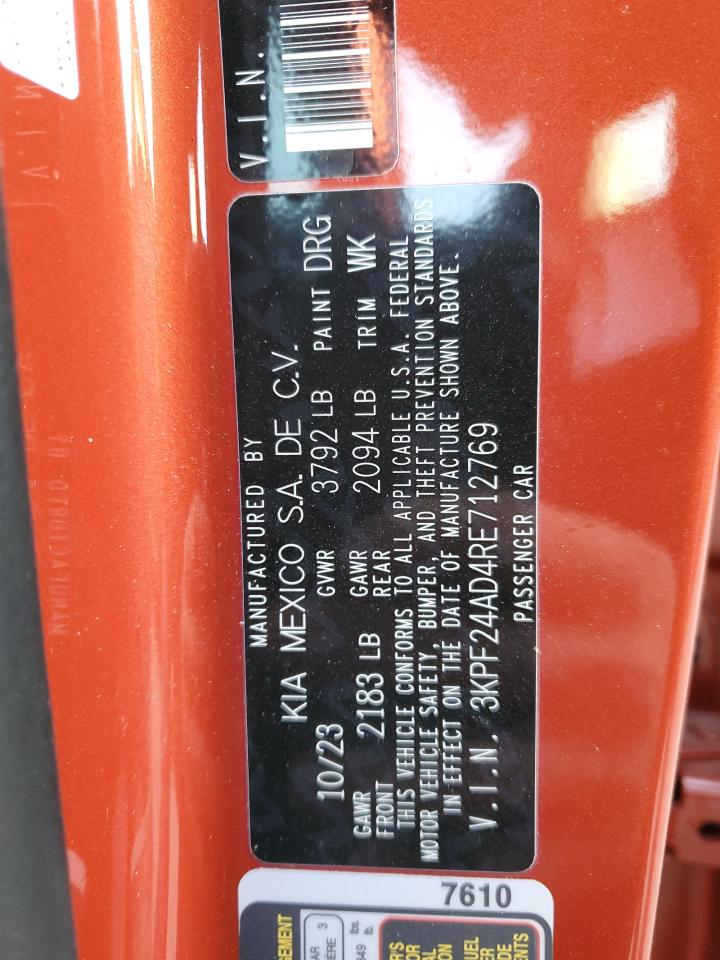 V.I.N.
MANUFACTURED BY
KIA MEXICO S.A. DE C.V.
10/23 GVWR 3792 LB PAINT DRG
GAWR FRONT 2183 LB GAWR REAR 2094 LB TRIM WK
THIS VEHICLE CONFORMS TO ALL APPLICABLE U.S.A. FEDERAL
MOTOR VEHICLE SAFETY, BUMPER, AND THEFT PREVENTION STANDARDS
IN EFFECT ON THE DATE OF MANUFACTURE SHOWN ABOVE.
V.I.N. 3KPF24AD4RE712769
PASSENGER CAR
7610